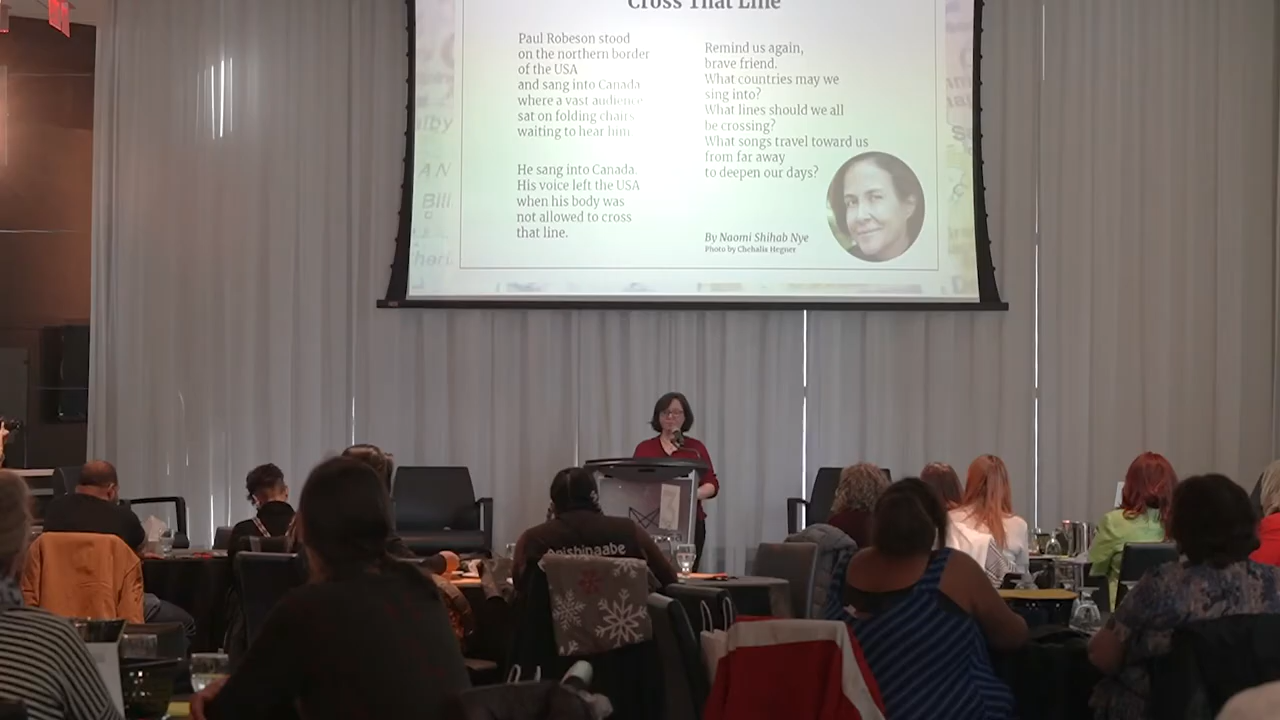 Cross That Line
Paul Robeson stood
on the northern border
of the USA
and sang into Canada
where a vast audience
sat on folding chairs
waiting to hear him.
He sang into Canada.
His voice left the USA
when his body was
not allowed to cross
that line.
Remind us again,
brave friend.
What countries may we
sing into?
What lines should we all
be crossing?
What songs travel toward us
from far away
to deepen our days?
By Naomi Shihab Nye
Photo by Chehalis Hegner
Anishinaabe
Bill